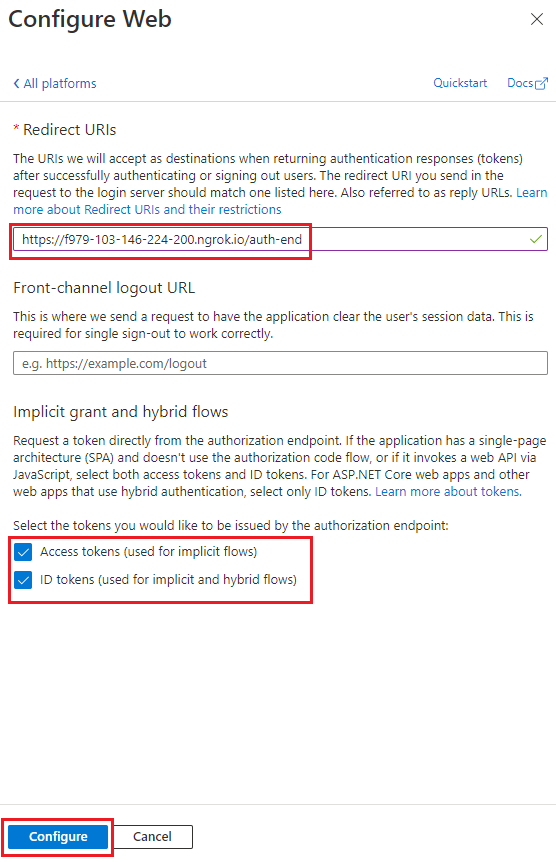 Configure Web
All platforms
Quickstart
Docs
* Redirect URIs
The URIs we will accept as destinations when returning authentication responses (tokens)
after successfully authenticating or signing out users. The redirect URI you send in the
request to the login server should match one listed here. Also referred to as reply URLs. Learn
more about Redirect URIs and their restrictions
https://f979-103-146-224-200.ngrok.io/auth-end
Front-channel logout URL
This is where we send a request to have the application clear the user's session data. This is
required for single sign-out to work correctly.
e.g. https://example.com/logout
Implicit grant and hybrid flows
Request a token directly from the authorization endpoint. If the application has a single-page
architecture (SPA) and doesn't use the authorization code flow, or if it invokes a web API via
JavaScript, select both access tokens and ID tokens. For ASP.NET Core web apps and other
web apps that use hybrid authentication, select only ID tokens. Learn more about tokens.
Select the tokens you would like to be issued by the authorization endpoint:
Access tokens (used for implicit flows)
ID tokens (used for implicit and hybrid flows)
Configure
Cancel